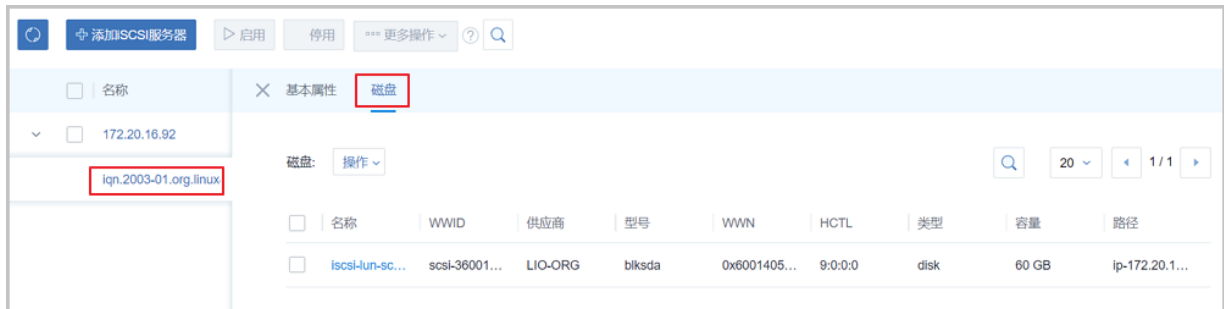 添加iSCSI服务器 启用 停用 更多操作 ?
名称 基本属性 磁盘
172.20.16.92
磁盘: 操作 20 1 / 1
iqn.2003-01.org.linux
名称 WWID 供应商 型号 WWN HCTL 类型 容量 路径
iscsi-lun-sc... scsi-36001... LIO-ORG blksda 0x6001405... 9:0:0:0 disk 60 GB ip-172.20.1...